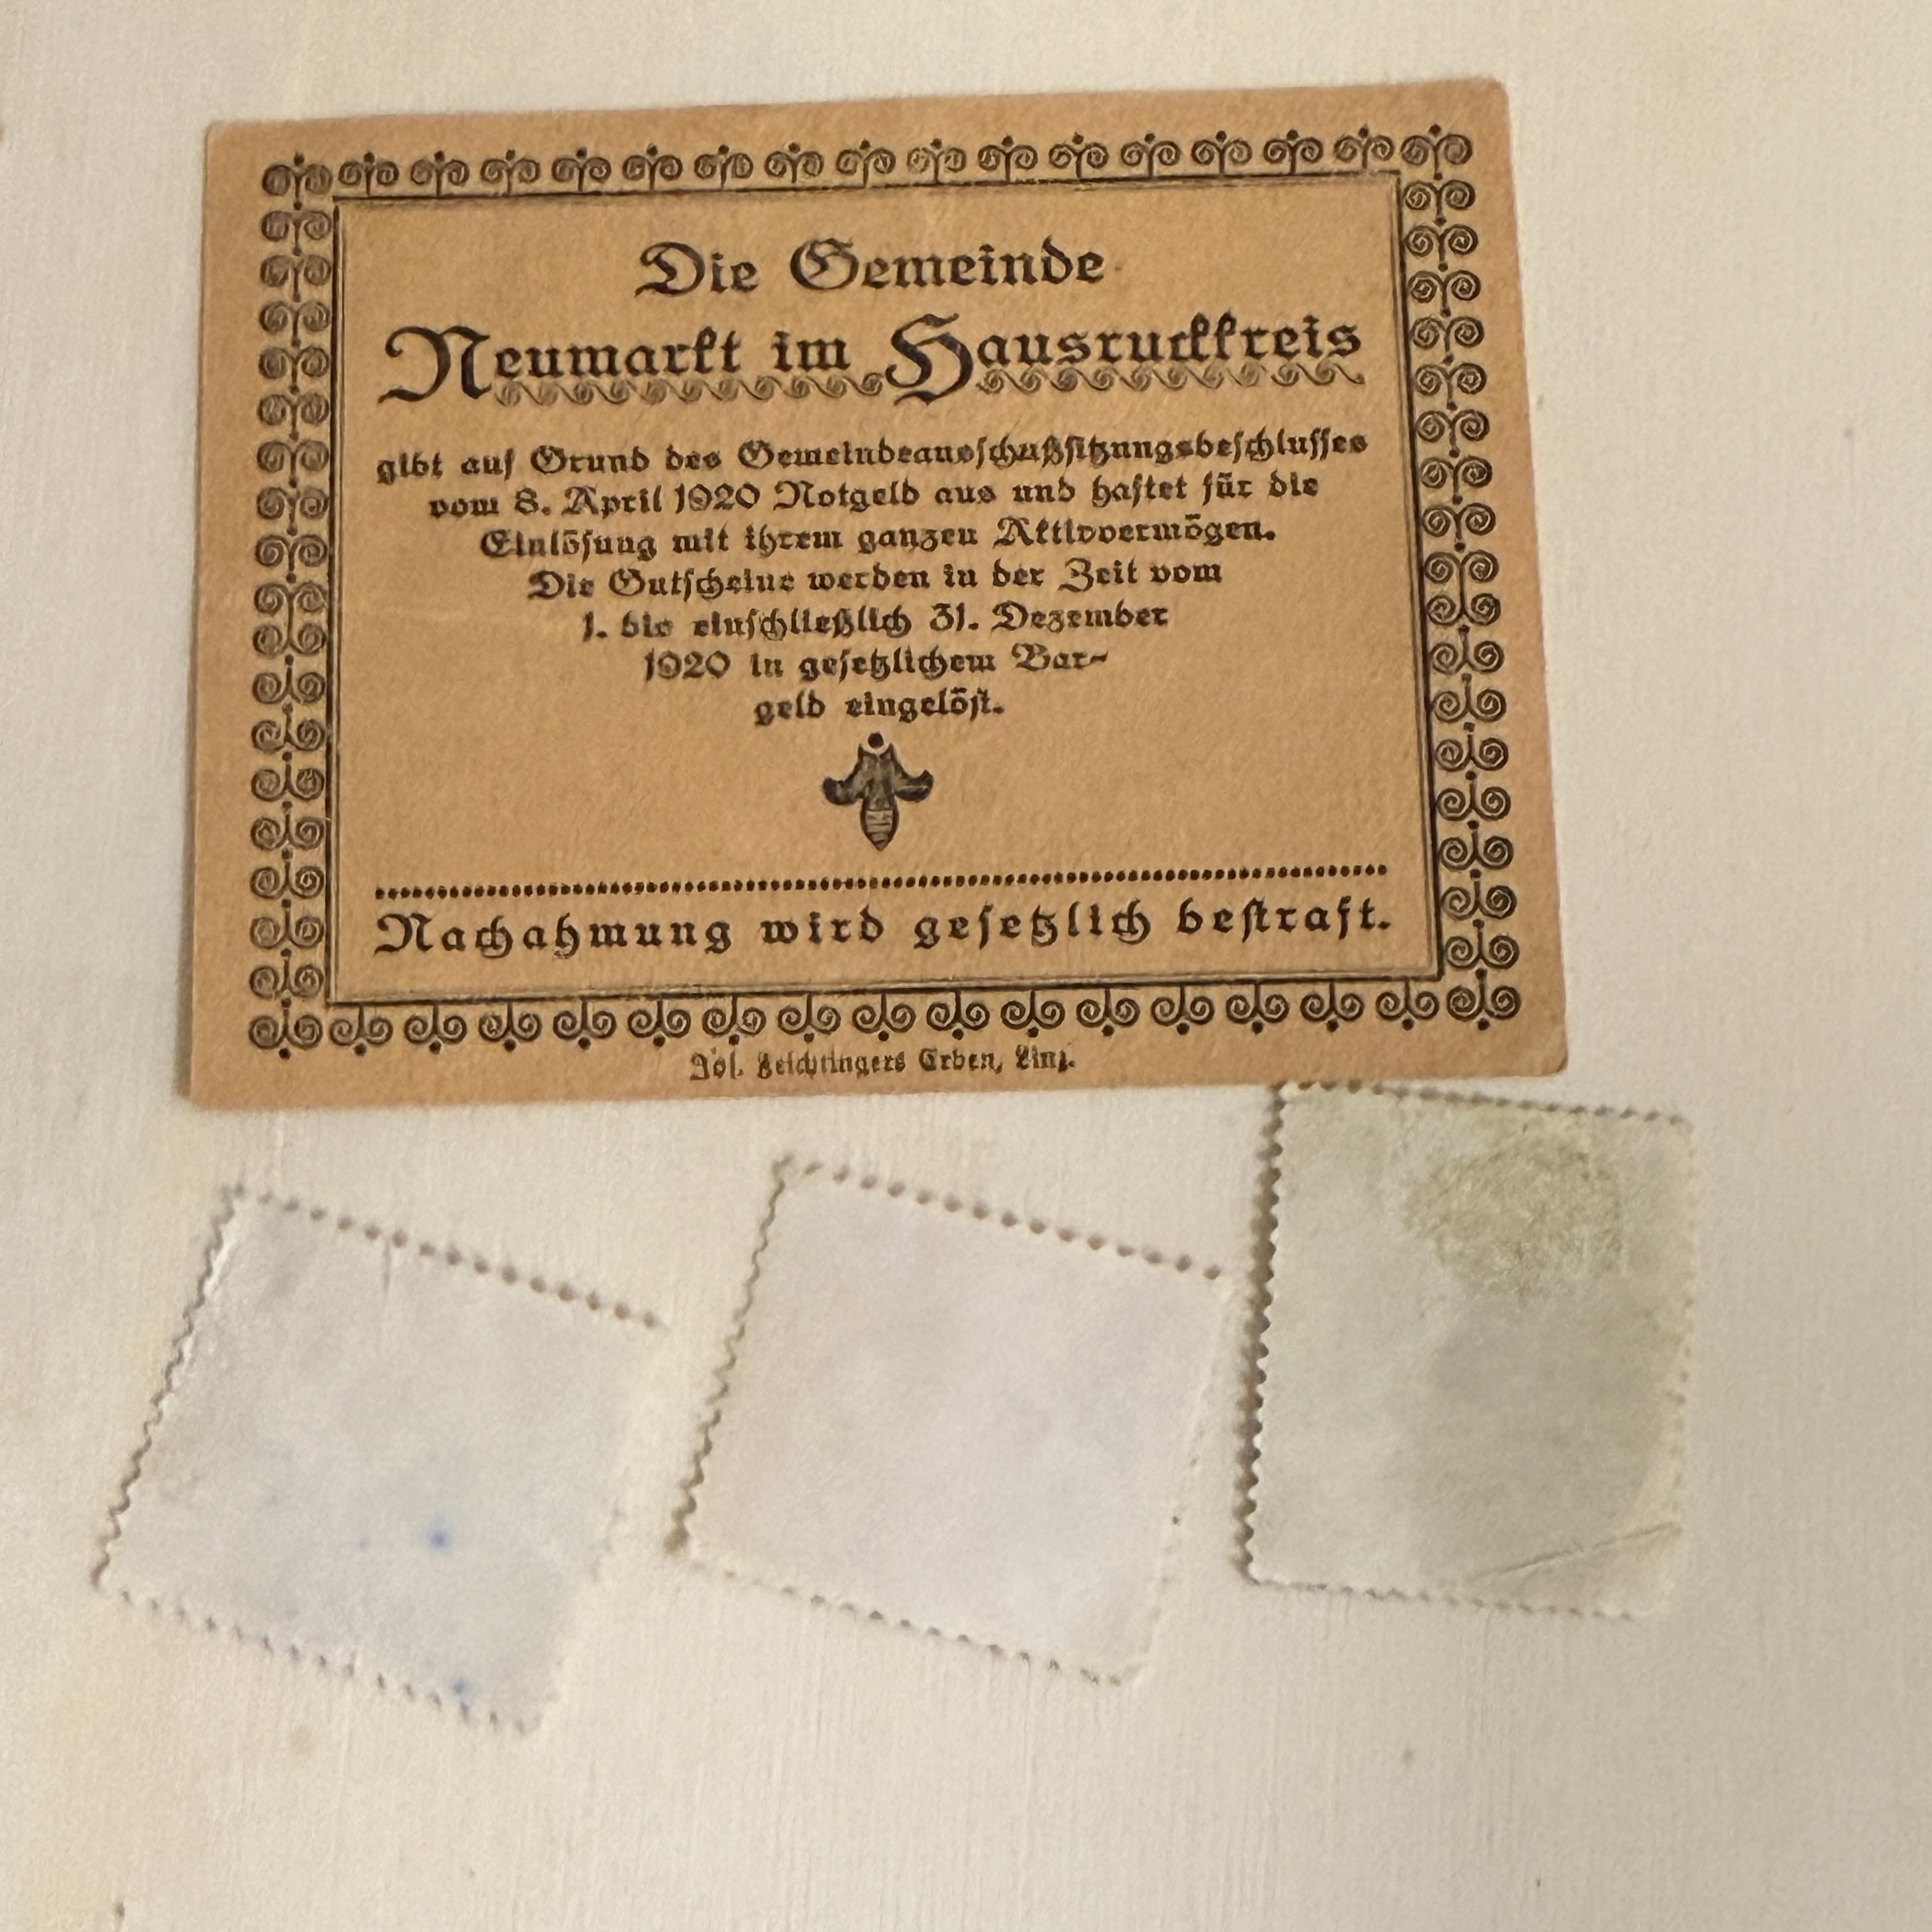 Die Gemeinde
Neumarkt im Hausruckkreis
gibt auf Grund des Gemeindeausschußsitzungsbeschlusses
vom 8. April 1920 Notgeld aus und haftet für die
Einlösung mit ihrem ganzen Aktivvermögen.
Die Gutscheine werden in der Zeit vom
1. bis einschließlich 31. Dezember
1920 in gesetzlichem Bar-
geld eingelöst.
Nachahmung wird gesetzlich bestraft.
Jos. Feichtingers Erben, Linz.